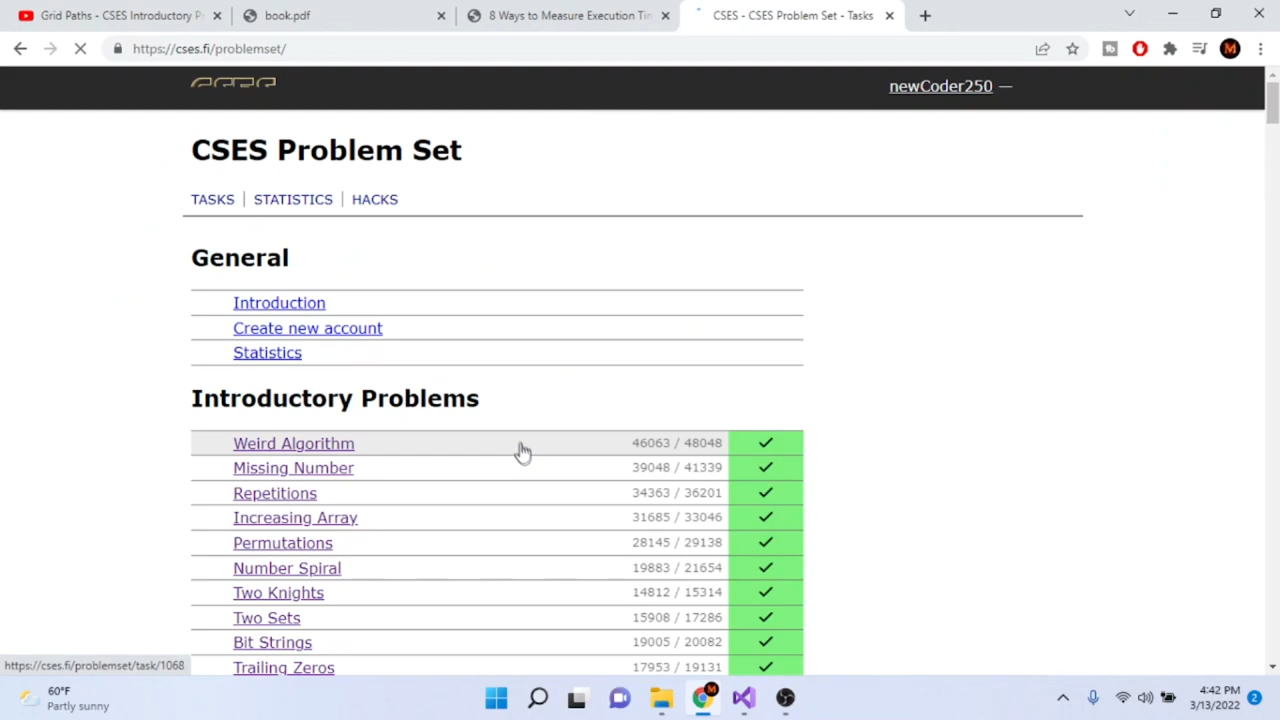 Grid Paths - CSES Introductory P
book.pdf
8 Ways to Measure Execution Tim
CSES - CSES Problem Set - Tasks
https://cses.fi/problemset/
M
CSES
newCoder250 —
CSES Problem Set
TASKS | STATISTICS | HACKS
General
Introduction
Create new account
Statistics
Introductory Problems
Weird Algorithm 46063 / 48048
Missing Number 39048 / 41339
Repetitions 34363 / 36201
Increasing Array 31685 / 33046
Permutations 28145 / 29138
Number Spiral 19883 / 21654
Two Knights 14812 / 15314
Two Sets 15908 / 17286
Bit Strings 19005 / 20082
Trailing Zeros 17953 / 19131
https://cses.fi/problemset/task/1068
60°F
Partly sunny
M
4:42 PM
3/13/2022
2